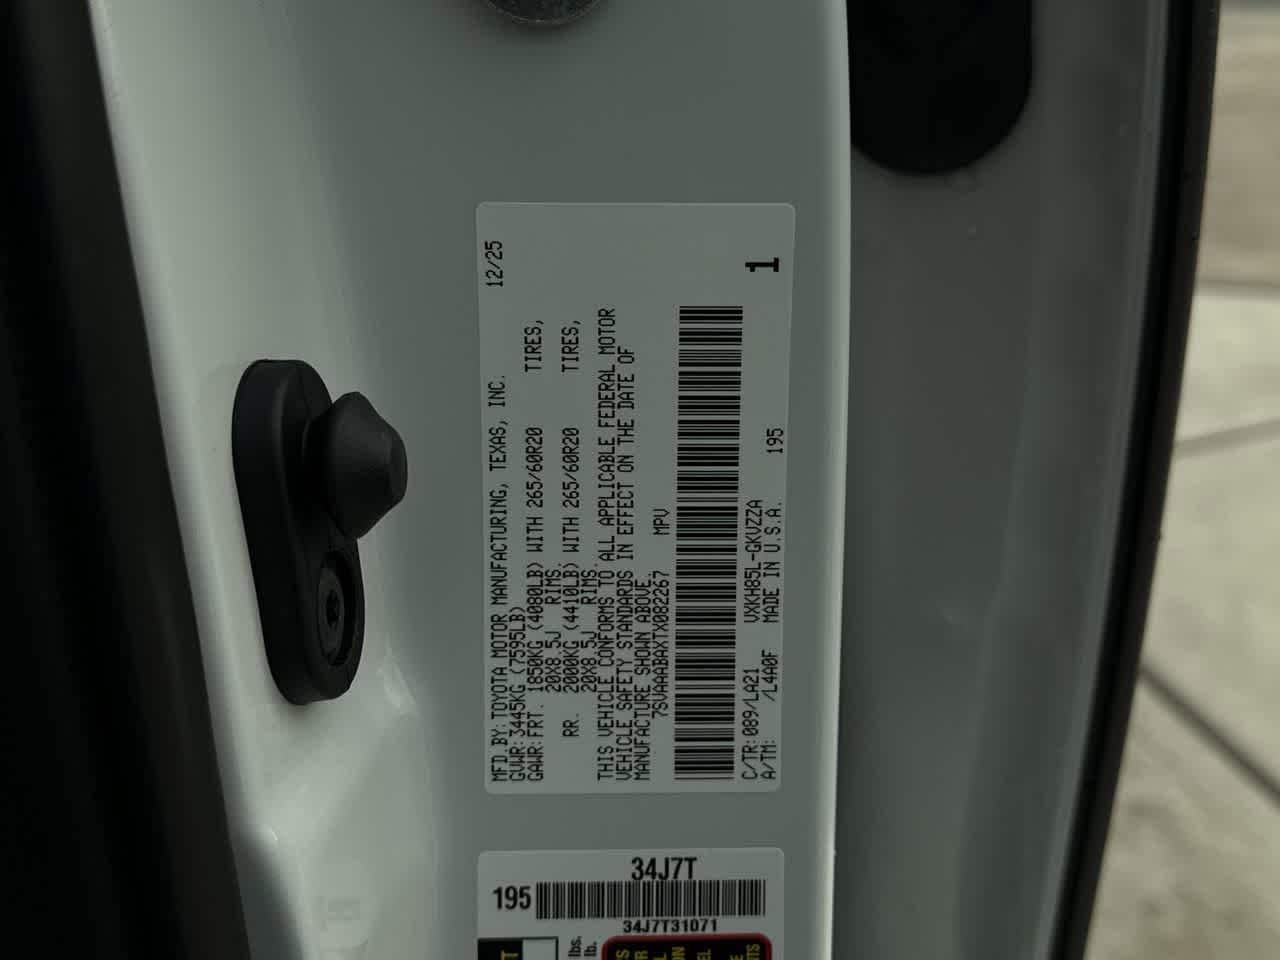 MFD.BY:TOYOTA MOTOR MANUFACTURING, TEXAS, INC. 12/25
GVWR:3445KG (7595LB)
GAWR:FRT. 1850KG (4080LB) WITH 265/60R20 TIRES,
20X8.5J RIMS.
RR. 2000KG (4410LB) WITH 265/60R20 TIRES,
20X8.5J RIMS.
THIS VEHICLE CONFORMS TO ALL APPLICABLE FEDERAL MOTOR
VEHICLE SAFETY STANDARDS IN EFFECT ON THE DATE OF
MANUFACTURE SHOWN ABOVE.
7SVAAABAXTX082267 MPV
1
C/TR:089/LA21 VXKH85L-GKVZZA
A/TM: /L4A0F MADE IN U.S.A. 195
34J7T
195
34J7T31071
lbs.
lb.